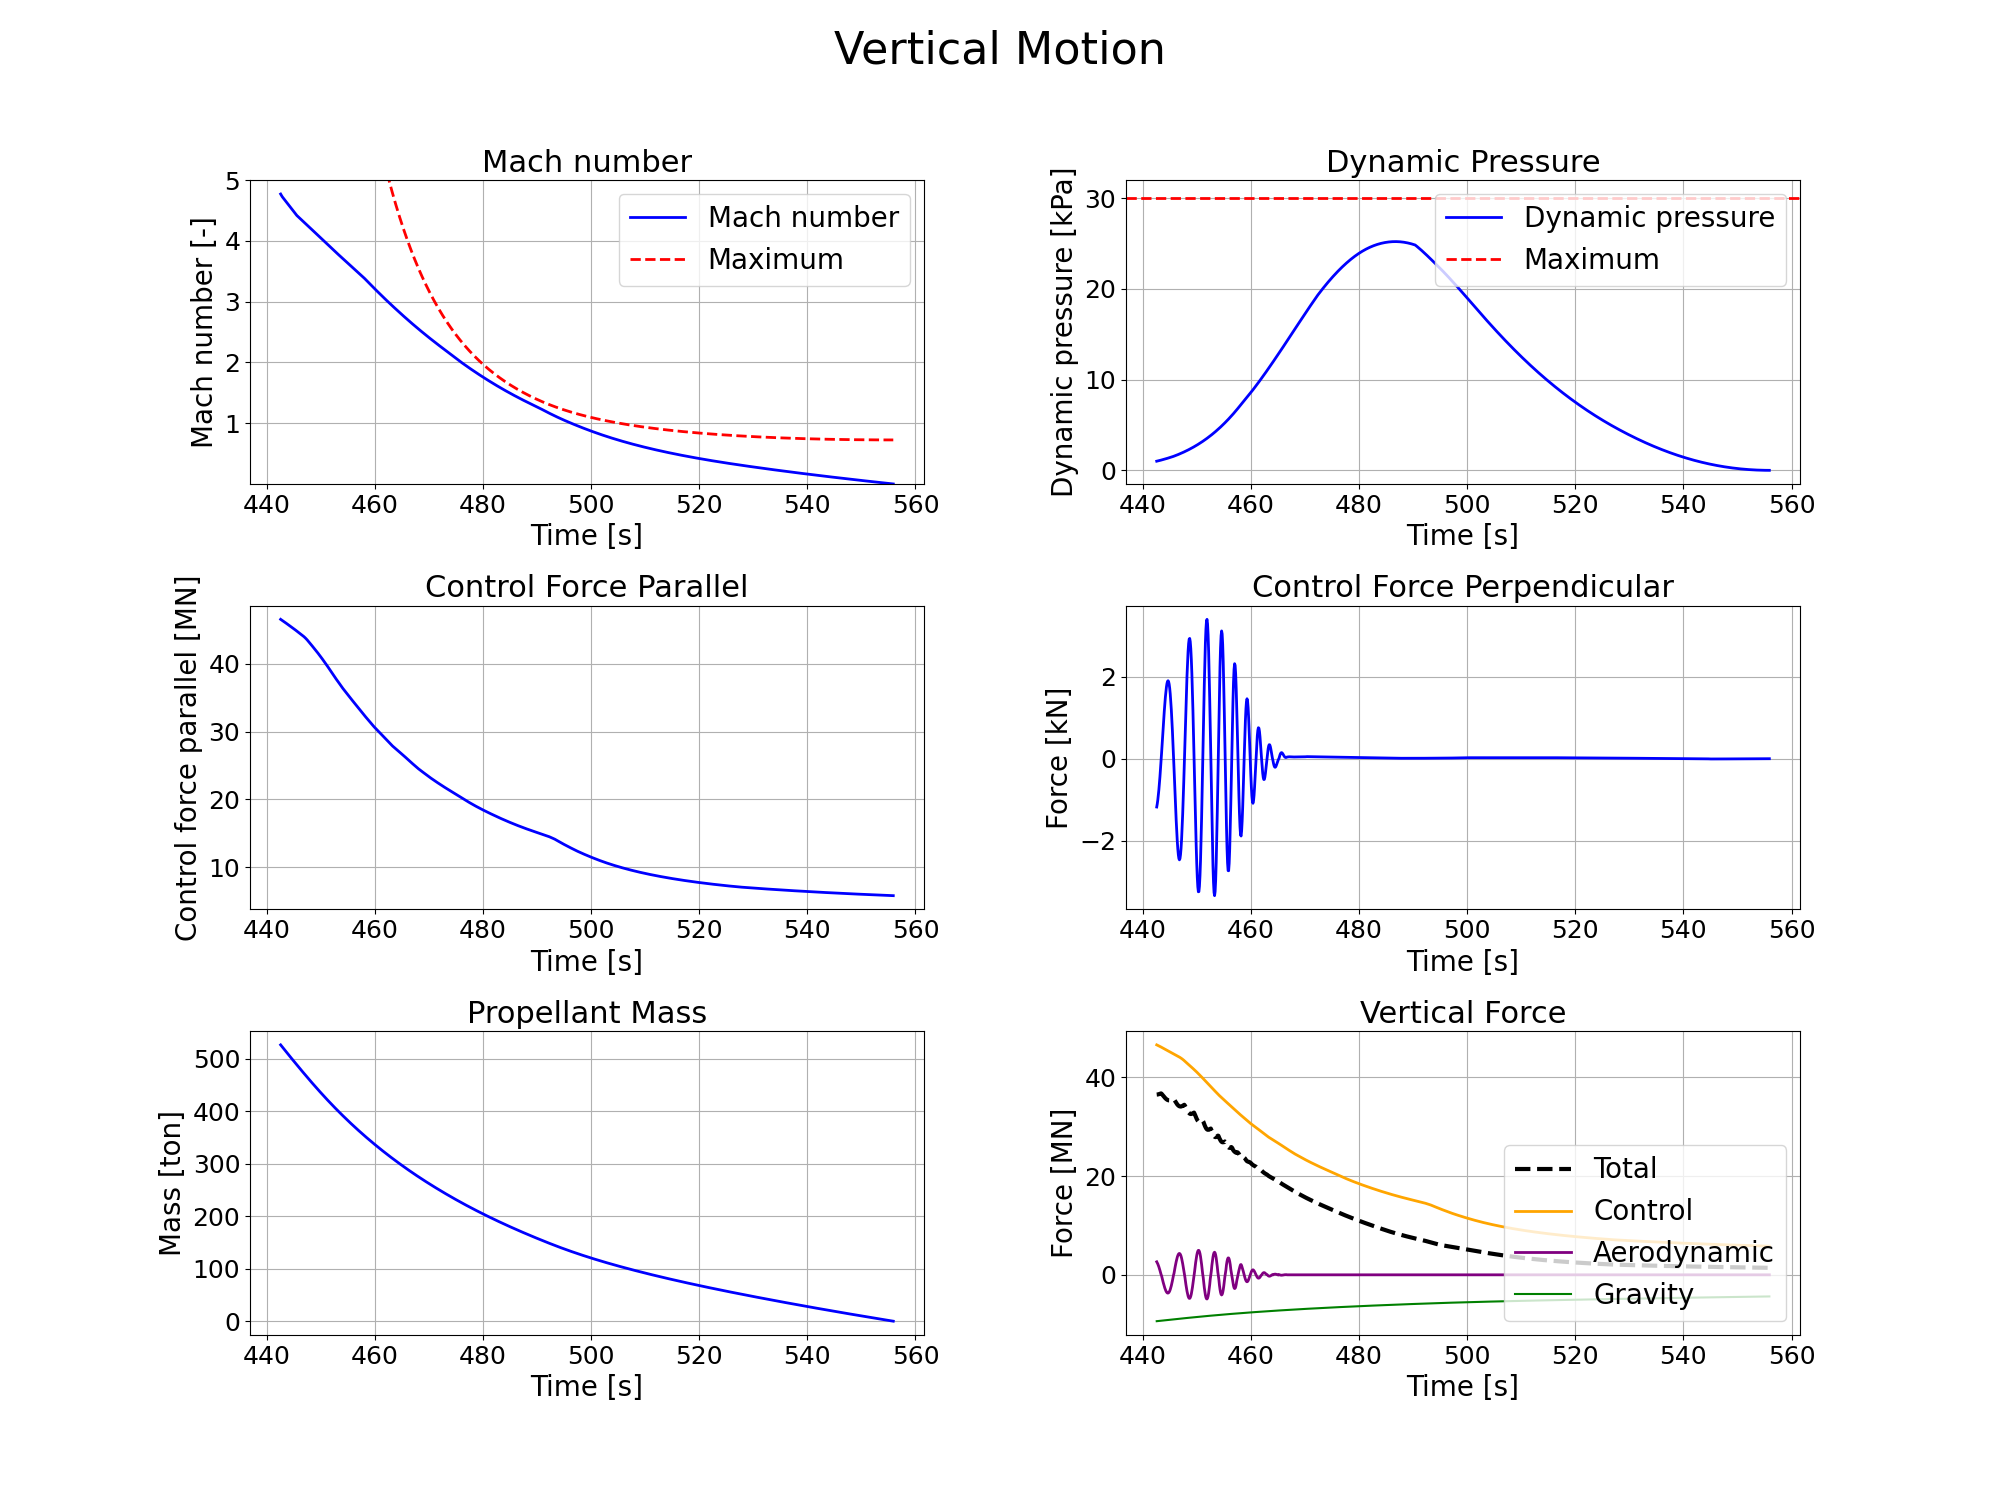 Vertical Motion
Mach number
Mach number [-]
5
4
3
2
1
Mach number
Maximum
440 460 480 500 520 540 560
Time [s]
Dynamic Pressure
Dynamic pressure [kPa]
30
20
10
0
Dynamic pressure
Maximum
440 460 480 500 520 540 560
Time [s]
Control Force Parallel
Control force parallel [MN]
40
30
20
10
440 460 480 500 520 540 560
Time [s]
Control Force Perpendicular
Force [kN]
2
0
−2
440 460 480 500 520 540 560
Time [s]
Propellant Mass
Mass [ton]
500
400
300
200
100
0
440 460 480 500 520 540 560
Time [s]
Vertical Force
Force [MN]
40
20
0
Total
Control
Aerodynamic
Gravity
440 460 480 500 520 540 560
Time [s]